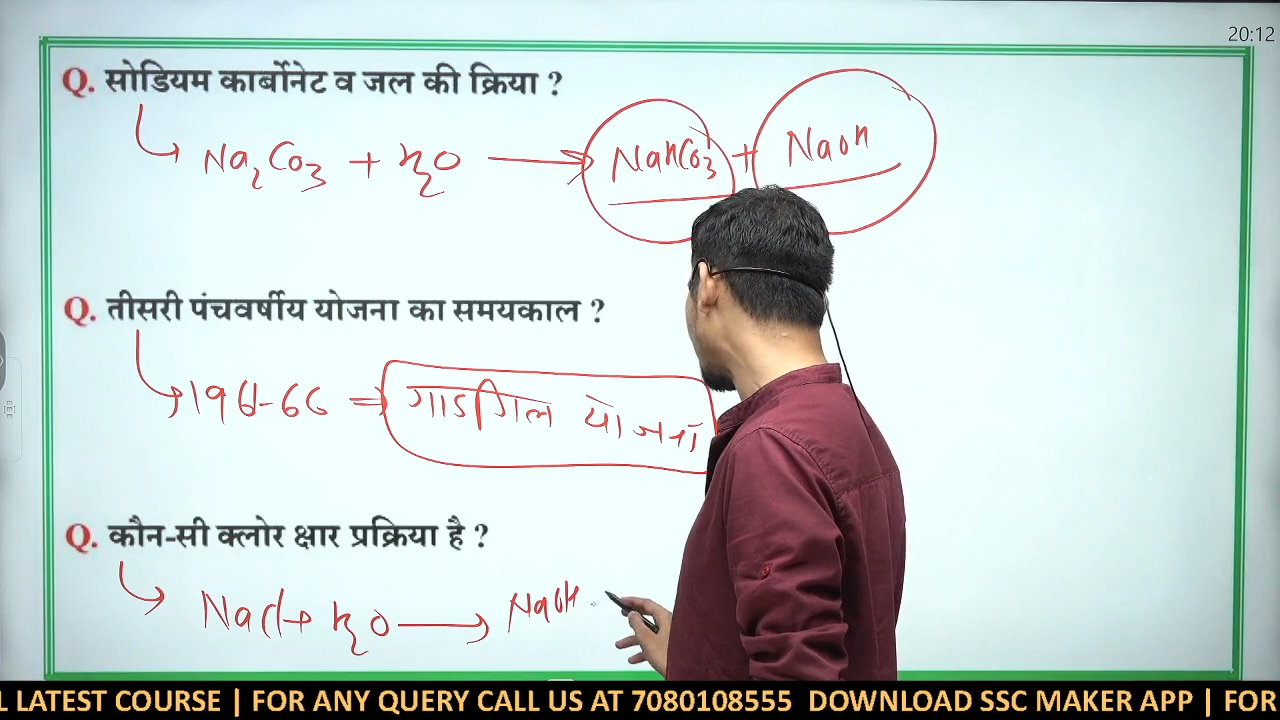 20:12
Q. सोडियम कार्बोनेट व जल की क्रिया ?
Na2Co3 + H2O → NaHCo3 + NaoH
Q. तीसरी पंचवर्षीय योजना का समयकाल ?
1961-66 ⇒ गाडगिल योजना
Q. कौन-सी क्लोर क्षार प्रक्रिया है ?
Nacl + H2O → NaOH
L LATEST COURSE | FOR ANY QUERY CALL US AT 7080108555 DOWNLOAD SSC MAKER APP | FOR